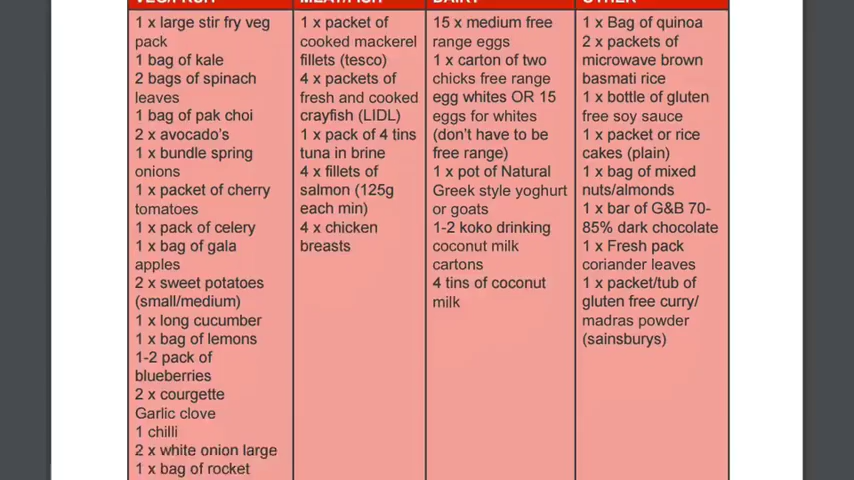 VEG/FRUIT
MEAT/FISH
DAIRY
OTHER
1 x large stir fry veg
pack
1 bag of kale
2 bags of spinach
leaves
1 bag of pak choi
2 x avocado's
1 x bundle spring
onions
1 x packet of cherry
tomatoes
1 x pack of celery
1 x bag of gala
apples
2 x sweet potatoes
(small/medium)
1 x long cucumber
1 x bag of lemons
1-2 pack of
blueberries
2 x courgette
Garlic clove
1 chilli
2 x white onion large
1 x bag of rocket
1 x packet of
cooked mackerel
fillets (tesco)
4 x packets of
fresh and cooked
crayfish (LIDL)
1 x pack of 4 tins
tuna in brine
4 x fillets of
salmon (125g
each min)
4 x chicken
breasts
15 x medium free
range eggs
1 x carton of two
chicks free range
egg whites OR 15
eggs for whites
(don't have to be
free range)
1 x pot of Natural
Greek style yoghurt
or goats
1-2 koko drinking
coconut milk
cartons
4 tins of coconut
milk
1 x Bag of quinoa
2 x packets of
microwave brown
basmati rice
1 x bottle of gluten
free soy sauce
1 x packet or rice
cakes (plain)
1 x bag of mixed
nuts/almonds
1 x bar of G&B 70-
85% dark chocolate
1 x Fresh pack
coriander leaves
1 x packet/tub of
gluten free curry/
madras powder
(sainsburys)